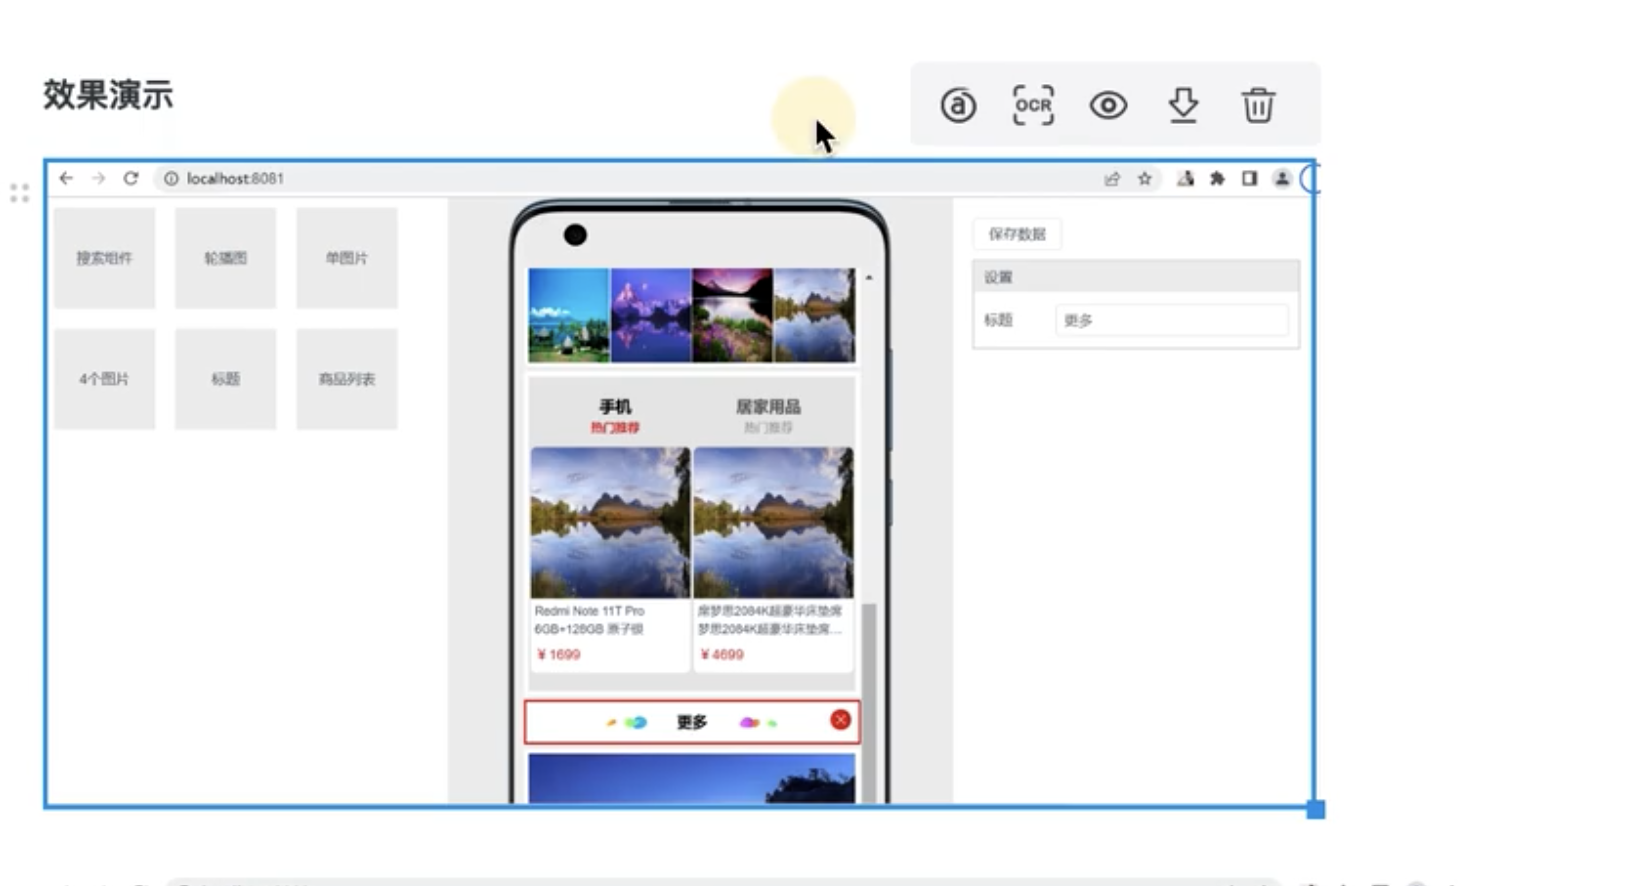 效果演示
OCR
localhost:8081
搜索组件
轮播图
单图片
4个图片
标题
商品列表
手机
热门推荐
居家用品
热门推荐
Redmi Note 11T Pro
6GB+128GB 原子银
¥ 1699
席梦思2084K超豪华床垫席
梦思2084K超豪华床垫席...
¥ 4699
更多
保存数据
设置
标题
更多